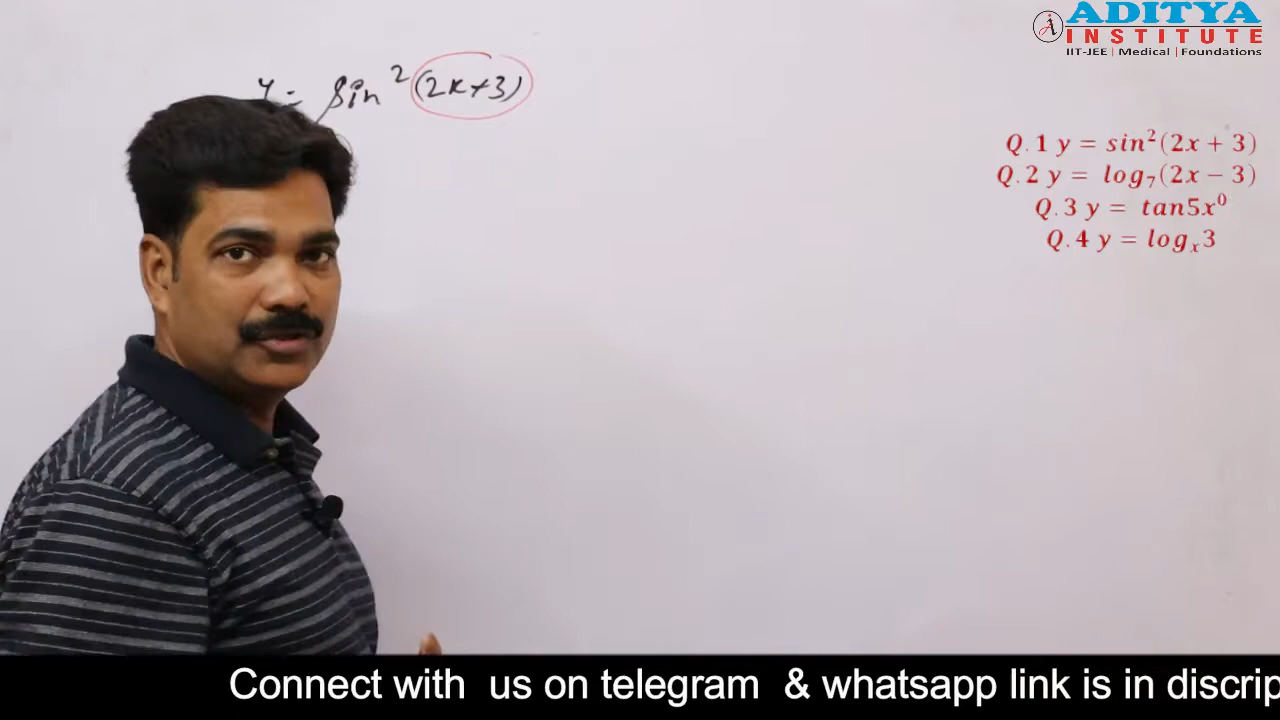 ADITYA
INSTITUTE
IIT-JEE | Medical | Foundations
y = sin²(2x+3)
Q.1 y = sin²(2x + 3)
Q.2 y = log₇(2x − 3)
Q.3 y = tan5x⁰
Q.4 y = logₓ3
Connect with us on telegram & whatsapp link is in discrip